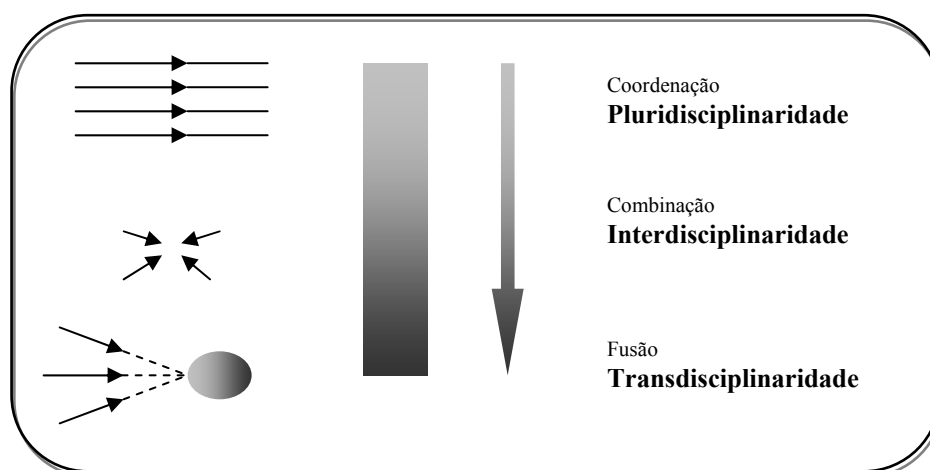 Coordenação
Pluridisciplinaridade
Combinação
Interdisciplinaridade
Fusão
Transdisciplinaridade